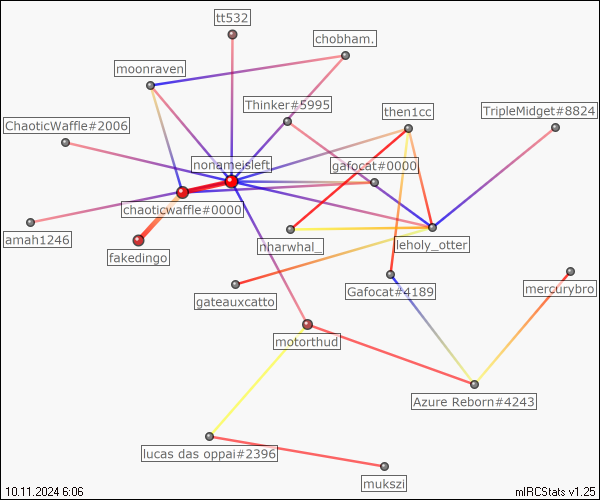 tt532
chobham.
moonraven
Thinker#5995
then1cc
TripleMidget#8824
ChaoticWaffle#2006
nonameisleft
gafocat#0000
chaoticwaffle#0000
amah1246
nharwhal_
leholy_otter
fakedingo
gateauxcatto
Gafocat#4189
mercurybro
motorthud
Azure Reborn#4243
lucas das oppai#2396
mukszi
10.11.2024 6:06
mIRCStats v1.25